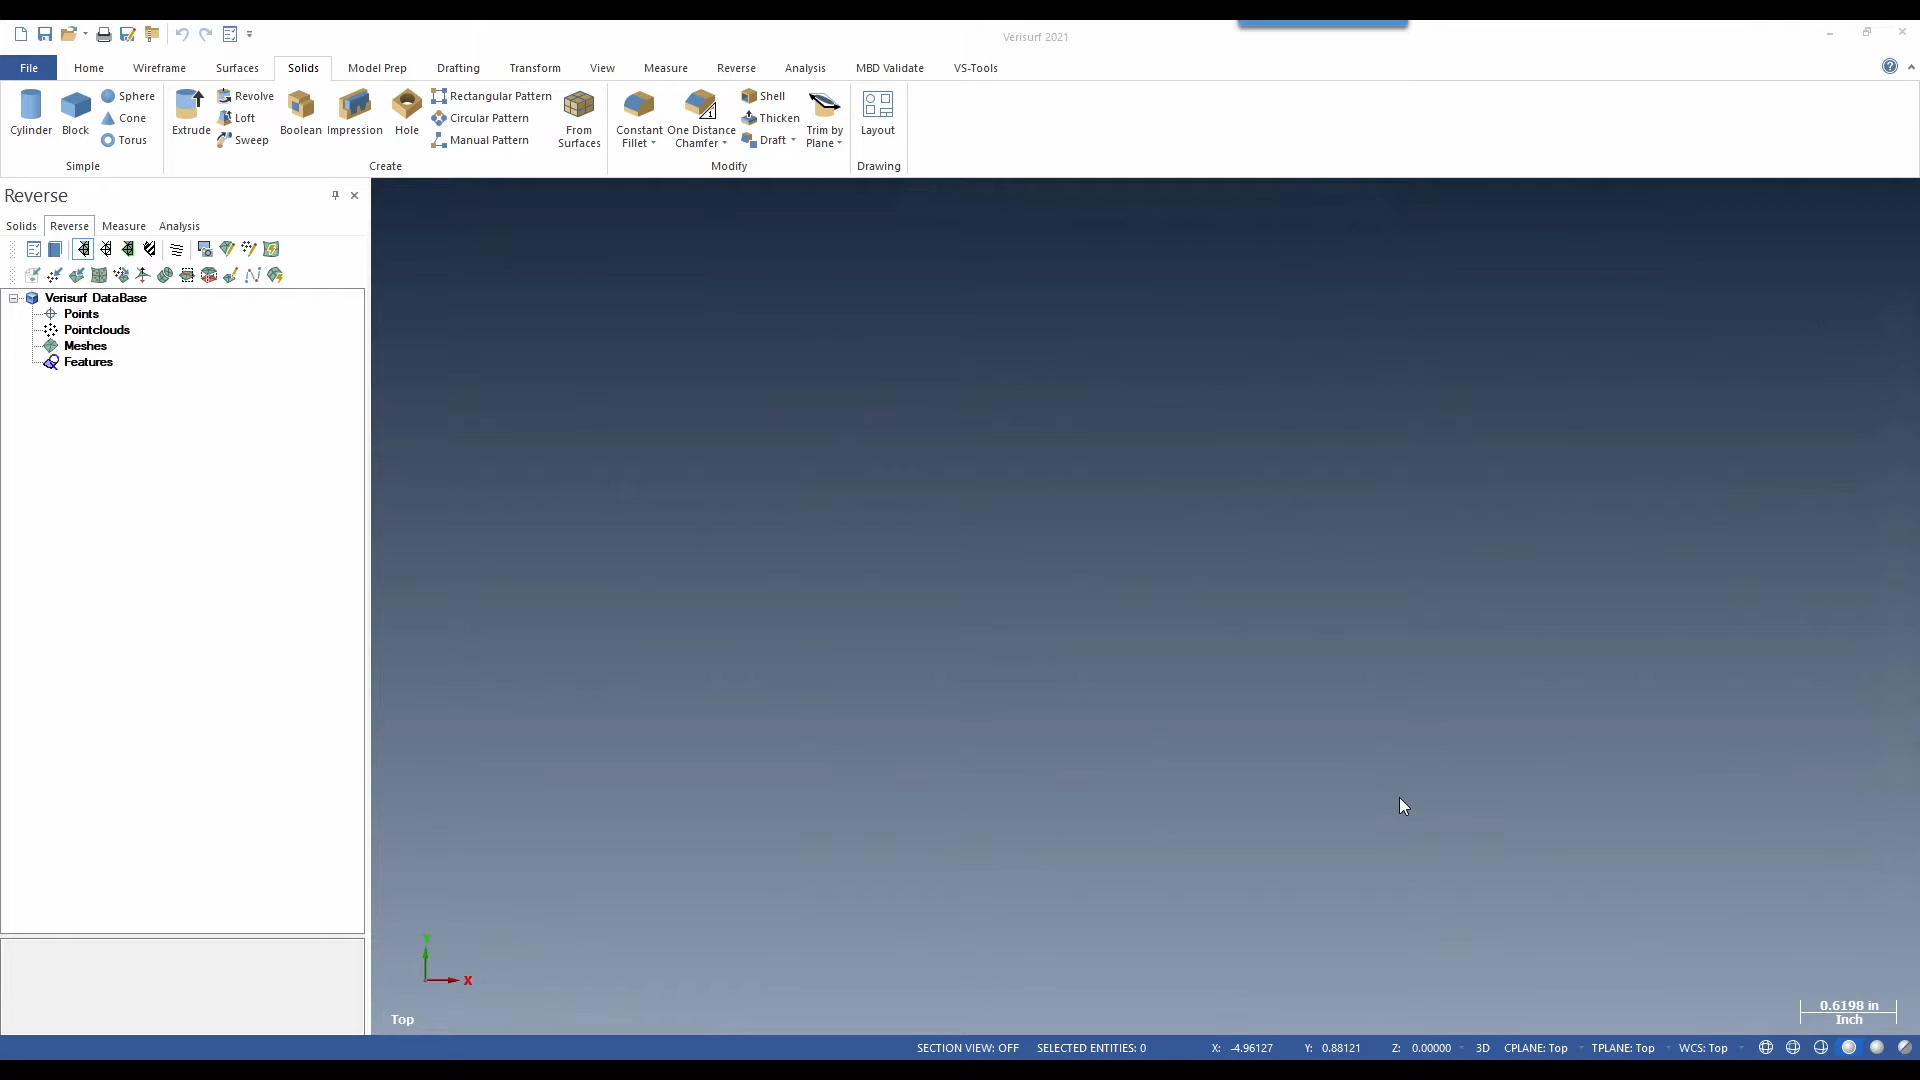 Verisurf 2021
File Home Wireframe Surfaces Solids Model Prep Drafting Transform View Measure Reverse Analysis MBD Validate VS-Tools
Cylinder Block Sphere Cone Torus
Simple
Extrude Revolve Loft Sweep Boolean Impression Hole Rectangular Pattern Circular Pattern Manual Pattern From Surfaces
Create
Constant Fillet One Distance Chamfer Shell Thicken Draft Trim by Plane
Modify
Layout
Drawing
Reverse
Solids Reverse Measure Analysis
Verisurf DataBase
Points
Pointclouds
Meshes
Features
Y
X
Top
0.6198 in
Inch
SECTION VIEW: OFF SELECTED ENTITIES: 0 X: -4.96127 Y: 0.88121 Z: 0.00000 3D CPLANE: Top TPLANE: Top WCS: Top